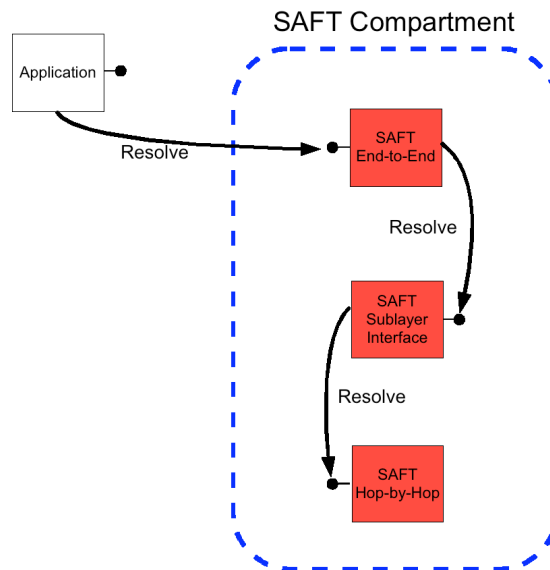 SAFT Compartment
Application
Resolve
SAFT
End-to-End
Resolve
SAFT
Sublayer
Interface
Resolve
SAFT
Hop-by-Hop